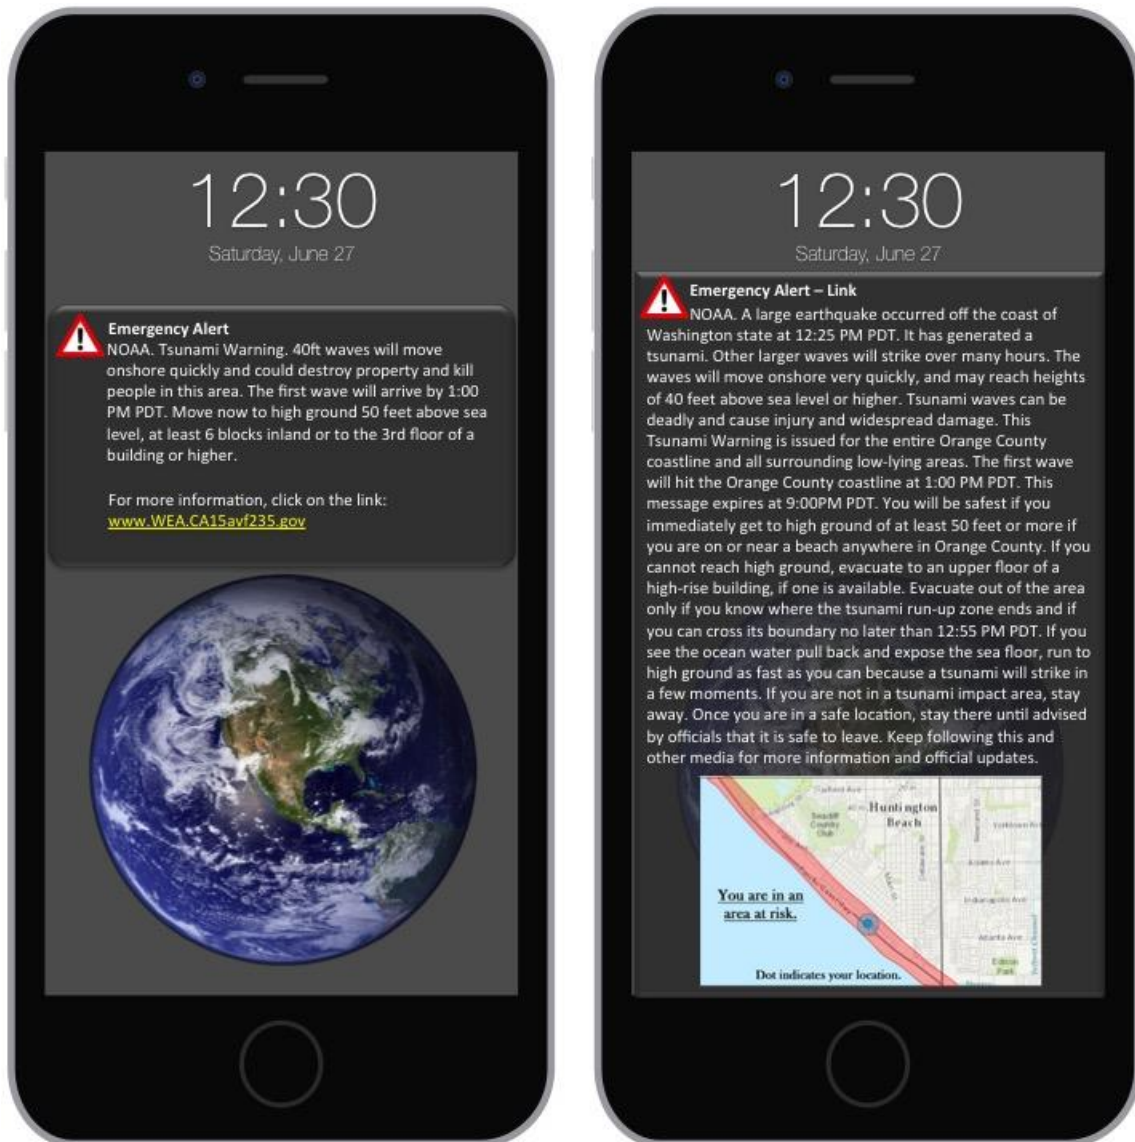 12:30
Saturday, June 27
Emergency Alert
NOAA. Tsunami Warning. 40ft waves will move
onshore quickly and could destroy property and kill
people in this area. The first wave will arrive by 1:00
PM PDT. Move now to high ground 50 feet above sea
level, at least 6 blocks inland or to the 3rd floor of a
building or higher.
For more information, click on the link:
www.WEA.CA15avf235.gov
12:30
Saturday, June 27
Emergency Alert – Link
NOAA. A large earthquake occurred off the coast of
Washington state at 12:25 PM PDT. It has generated a
tsunami. Other larger waves will strike over many hours. The
waves will move onshore very quickly, and may reach heights
of 40 feet above sea level or higher. Tsunami waves can be
deadly and cause injury and widespread damage. This
Tsunami Warning is issued for the entire Orange County
coastline and all surrounding low-lying areas. The first wave
will hit the Orange County coastline at 1:00 PM PDT. This
message expires at 9:00PM PDT. You will be safest if you
immediately get to high ground of at least 50 feet or more if
you are on or near a beach anywhere in Orange County. If you
cannot reach high ground, evacuate to an upper floor of a
high-rise building, if one is available. Evacuate out of the area
only if you know where the tsunami run-up zone ends and if
you can cross its boundary no later than 12:55 PM PDT. If you
see the ocean water pull back and expose the sea floor, run to
high ground as fast as you can because a tsunami will strike in
a few moments. If you are not in a tsunami impact area, stay
away. Once you are in a safe location, stay there until advised
by officials that it is safe to leave. Keep following this and
other media for more information and official updates.
Huntington
Beach
Seacliff
Country
Club
Yorktown Ave
Adams Ave
Indianapolis Ave
Atlanta Ave
Edison
Park
You are in an
area at risk.
Dot indicates your location.